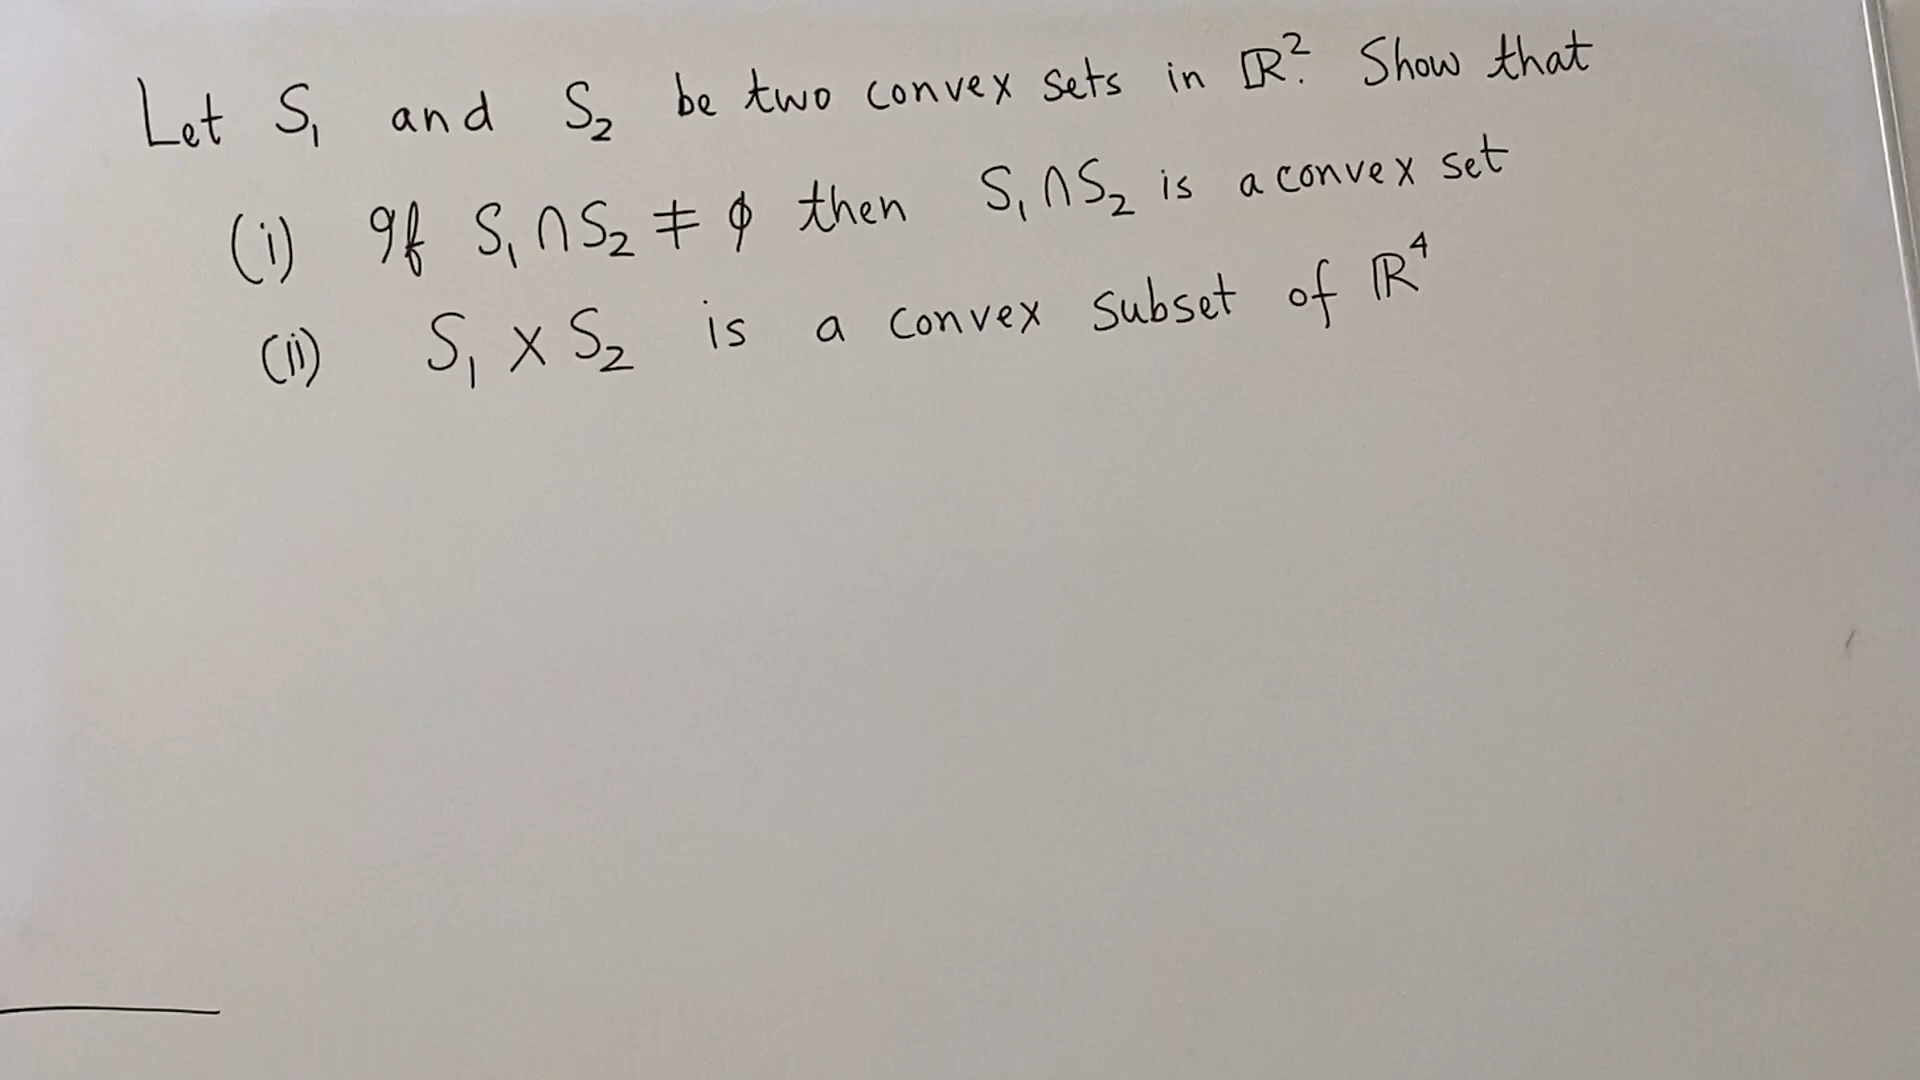 Let S₁ and S₂ be two convex sets in ℝ². Show that
(i) If S₁ ∩ S₂ ≠ ϕ then S₁ ∩ S₂ is a convex set
(ii) S₁ × S₂ is a convex subset of ℝ⁴